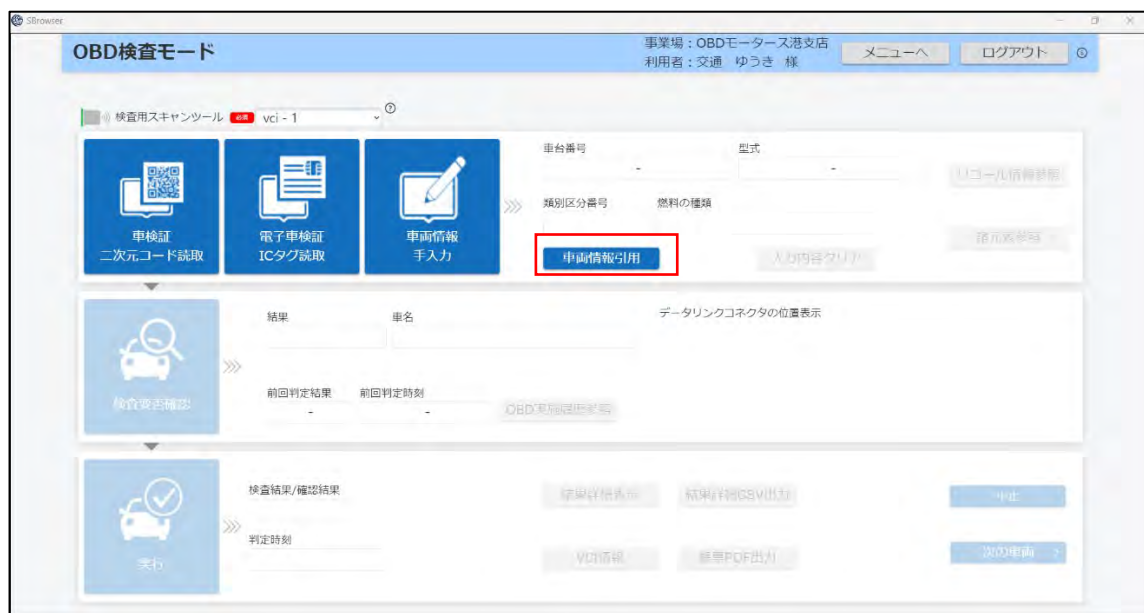 SBrowser
OBD検査モード
事業場：OBDモータース港支店
利用者：交通 ゆうき 様
メニューへ
ログアウト
検査用スキャンツール 必須 vci - 1
車検証
二次元コード読取
電子車検証
ICタグ読取
車両情報
手入力
車台番号
-
型式
-
リコール情報参照
類別区分番号
燃料の種類
諸元表参照
車両情報引用
入力内容クリア
検査要否確認
結果
車名
データリンクコネクタの位置表示
前回判定結果
-
前回判定時刻
-
OBD実施履歴参照
実行
検査結果/確認結果
結果詳細表示
結果詳細CSV出力
中止
判定時刻
VCI情報
結果PDF出力
次の車両